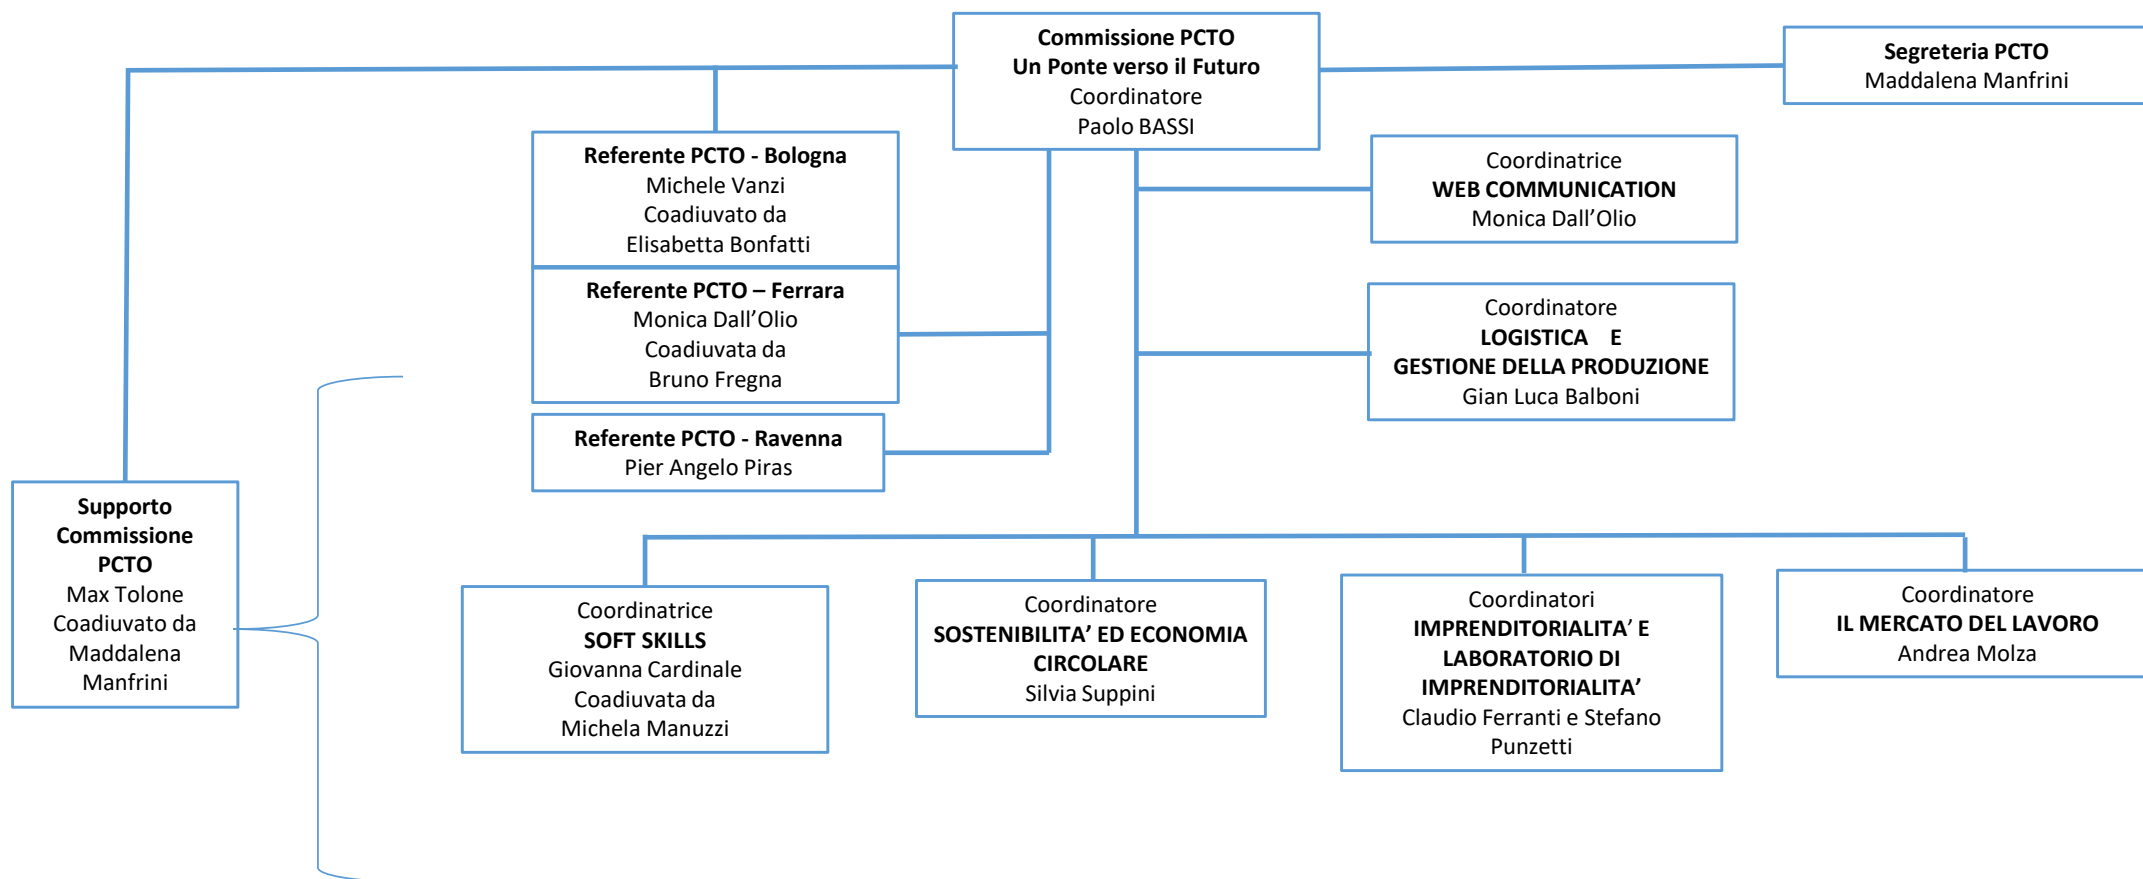 Commissione PCTO
Un Ponte verso il Futuro
Coordinatore
Paolo BASSI
Segreteria PCTO
Maddalena Manfrini
Referente PCTO - Bologna
Michele Vanzi
Coadiuvato da
Elisabetta Bonfatti
Coordinatrice
WEB COMMUNICATION
Monica Dall’Olio
Referente PCTO – Ferrara
Monica Dall’Olio
Coadiuvata da
Bruno Fregna
Coordinatore
LOGISTICA E
GESTIONE DELLA PRODUZIONE
Gian Luca Balboni
Referente PCTO - Ravenna
Pier Angelo Piras
Supporto
Commissione
PCTO
Max Tolone
Coadiuvato da
Maddalena
Manfrini
Coordinatrice
SOFT SKILLS
Giovanna Cardinale
Coadiuvata da
Michela Manuzzi
Coordinatore
SOSTENIBILITA’ ED ECONOMIA
CIRCOLARE
Silvia Suppini
Coordinatori
IMPRENDITORIALITA’ E
LABORATORIO DI
IMPRENDITORIALITA’
Claudio Ferranti e Stefano
Punzetti
Coordinatore
IL MERCATO DEL LAVORO
Andrea Molza